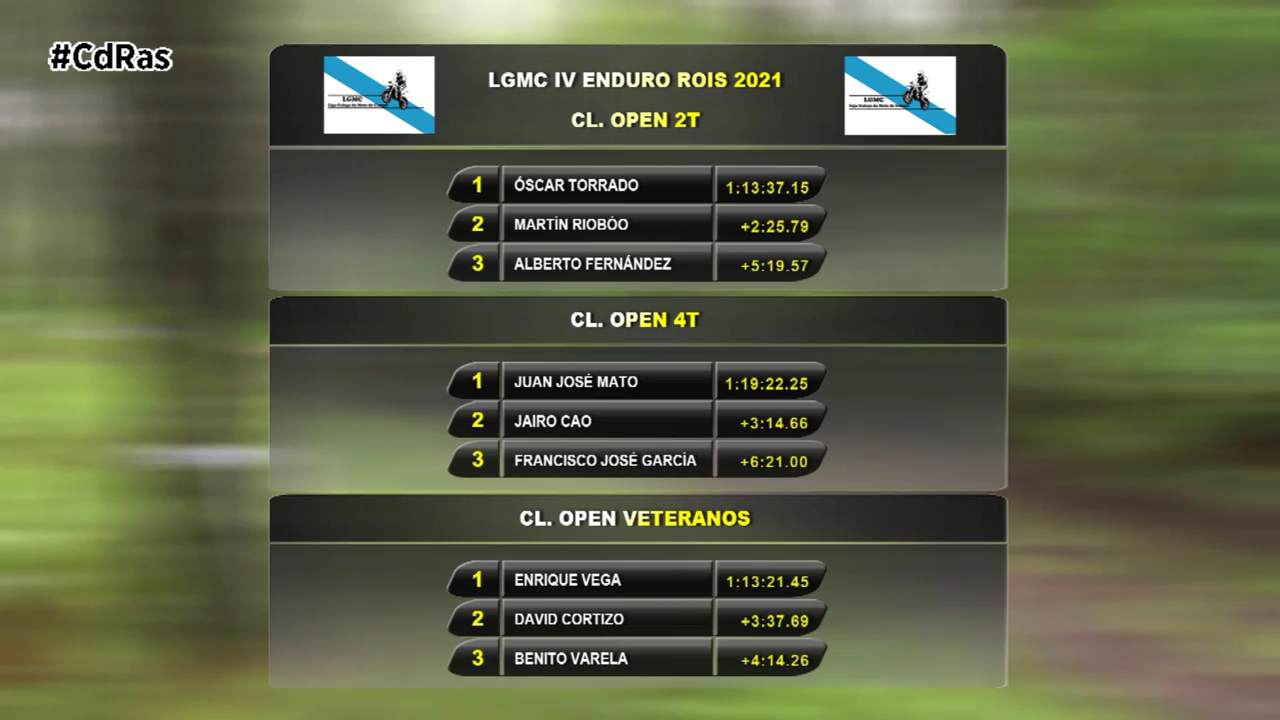 #CdRas
LGMC IV ENDURO ROIS 2021
CL. OPEN 2T
LGMC
LGMC
1 ÓSCAR TORRADO 1:13:37.15
2 MARTÍN RIOBÓO +2:25.79
3 ALBERTO FERNÁNDEZ +5:19.57
CL. OPEN 4T
1 JUAN JOSÉ MATO 1:19:22.25
2 JAIRO CAO +3:14.66
3 FRANCISCO JOSÉ GARCÍA +6:21.00
CL. OPEN VETERANOS
1 ENRIQUE VEGA 1:13:21.45
2 DAVID CORTIZO +3:37.69
3 BENITO VARELA +4:14.26